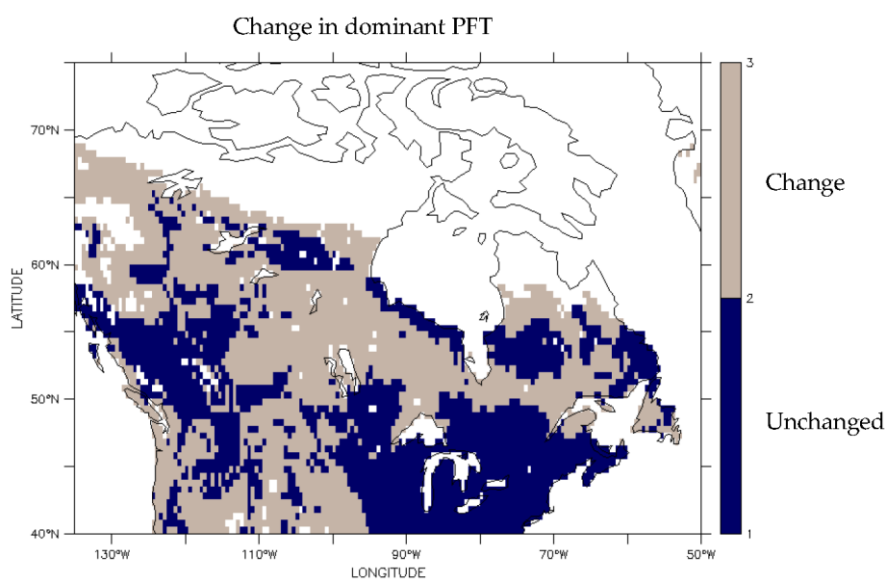 Change in dominant PFT
3
70°N
Change
60°N
LATITUDE
2
50°N
Unchanged
40°N
1
130°W 110°W 90°W 70°W 50°W
LONGITUDE